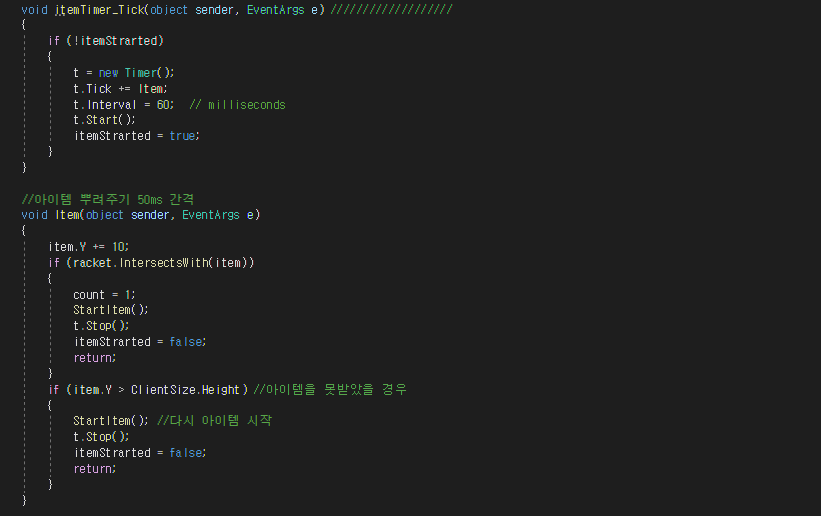 void itemTimer_Tick(object sender, EventArgs e) ///////////////////
{
if (!itemStrarted)
{
t = new Timer();
t.Tick += Item;
t.Interval = 60; // milliseconds
t.Start();
itemStrarted = true;
}
}
//아이템 뿌려주기 50ms 간격
void Item(object sender, EventArgs e)
{
item.Y += 10;
if (racket.IntersectsWith(item))
{
count = 1;
StartItem();
t.Stop();
itemStrarted = false;
return;
}
if (item.Y > ClientSize.Height) //아이템을 못받았을 경우
{
StartItem(); //다시 아이템 시작
t.Stop();
itemStrarted = false;
return;
}
}